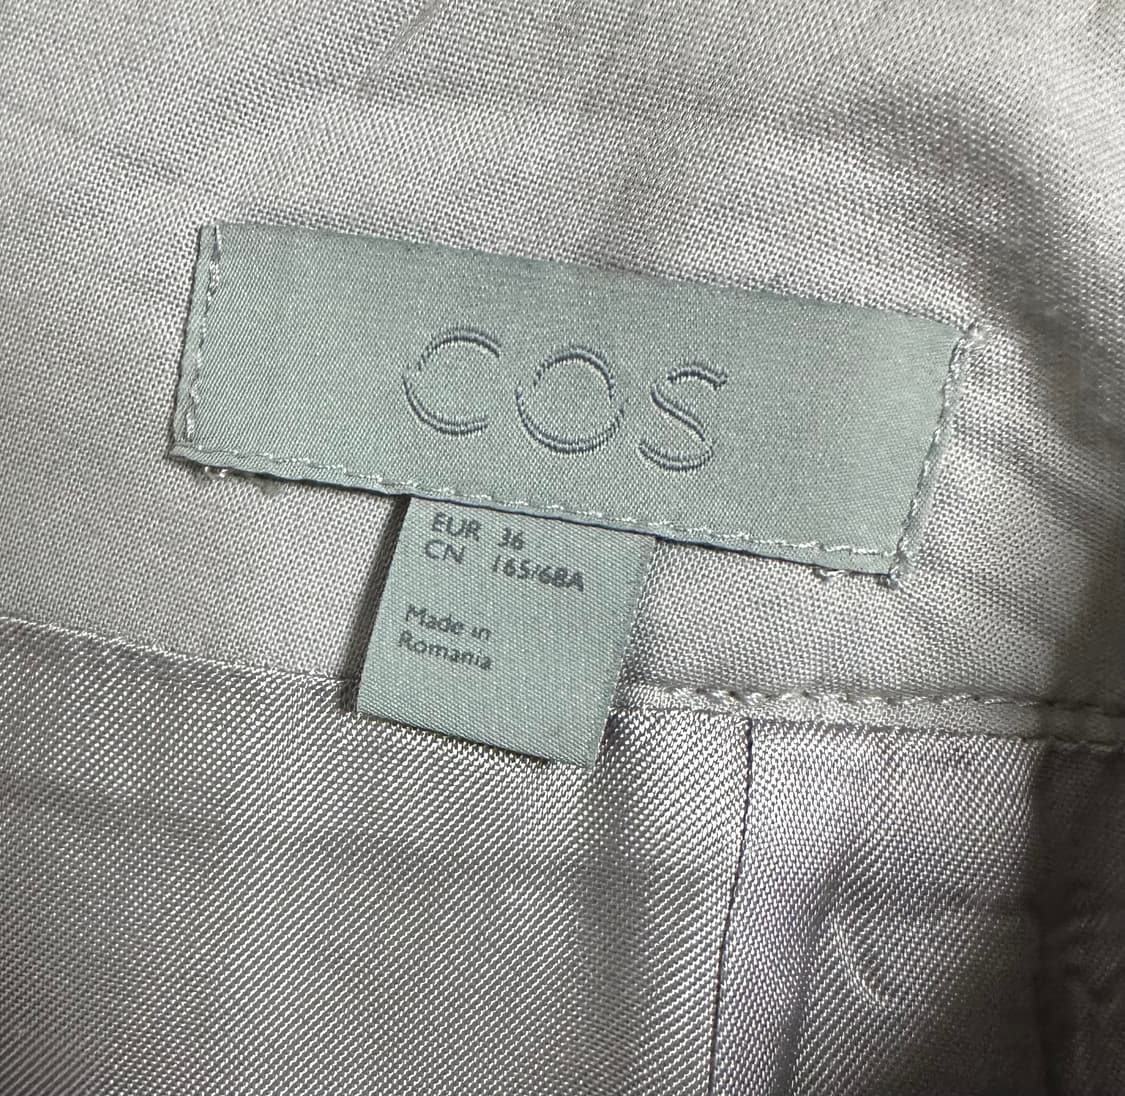 COS
EUR 36
CN 165/68A
Made in
Romania